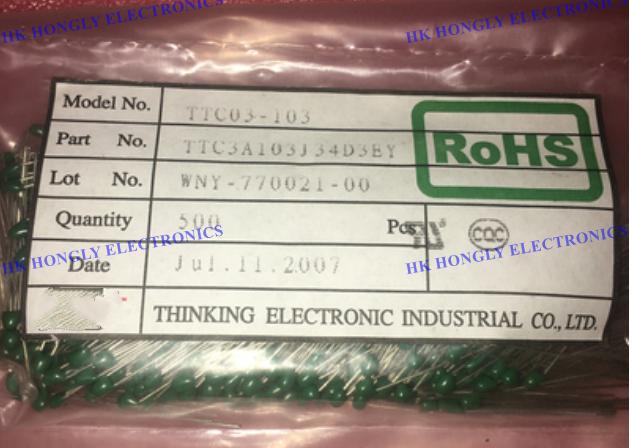 HK HONGLY ELECTRONICS
HK HONGLY ELECTRONICS
Model No. TTC03-103
Part No. TTC3A103J34D3EY
RoHS
Lot No. WNY-770021-00
Quantity 500 Pcs
CQC
HK HONGLY ELECTRONICS
HK HONGLY ELECTRONICS
Date Jul.11.2007
THINKING ELECTRONIC INDUSTRIAL CO., LTD.